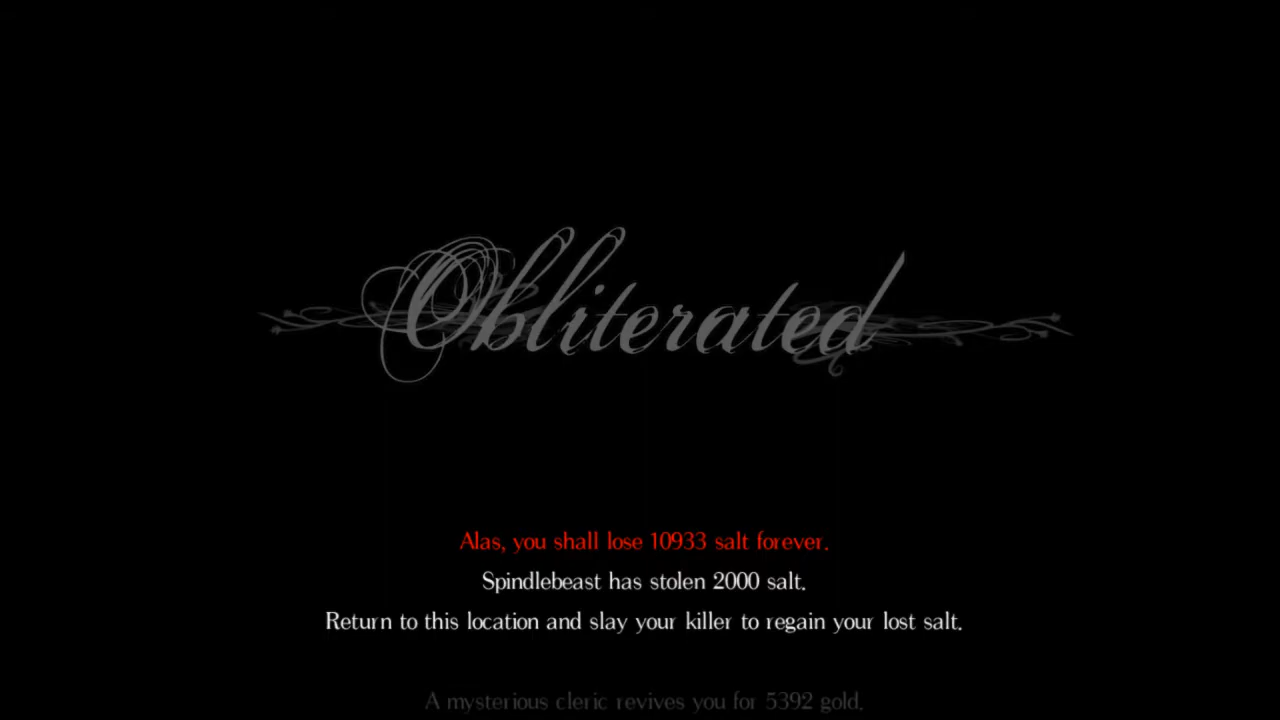 Obliterated
Alas, you shall lose 10933 salt forever.
Spindlebeast has stolen 2000 salt.
Return to this location and slay your killer to regain your lost salt.
A mysterious cleric revives you for 5392 gold.